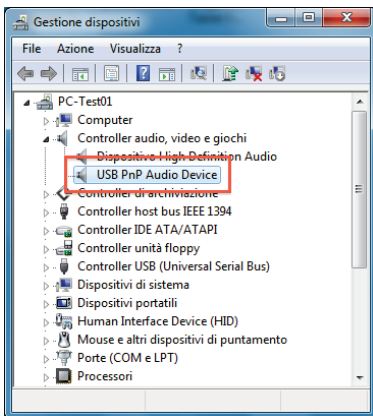 Gestione dispositivi
File Azione Visualizza ?
PC-Test01
Computer
Controller audio, video e giochi
Dispositivo High Definition Audio
USB PnP Audio Device
Controller di archiviazione
Controller host bus IEEE 1394
Controller IDE ATA/ATAPI
Controller unità floppy
Controller USB (Universal Serial Bus)
Dispositivi di sistema
Dispositivi portatili
Human Interface Device (HID)
Mouse e altri dispositivi di puntamento
Porte (COM e LPT)
Processori